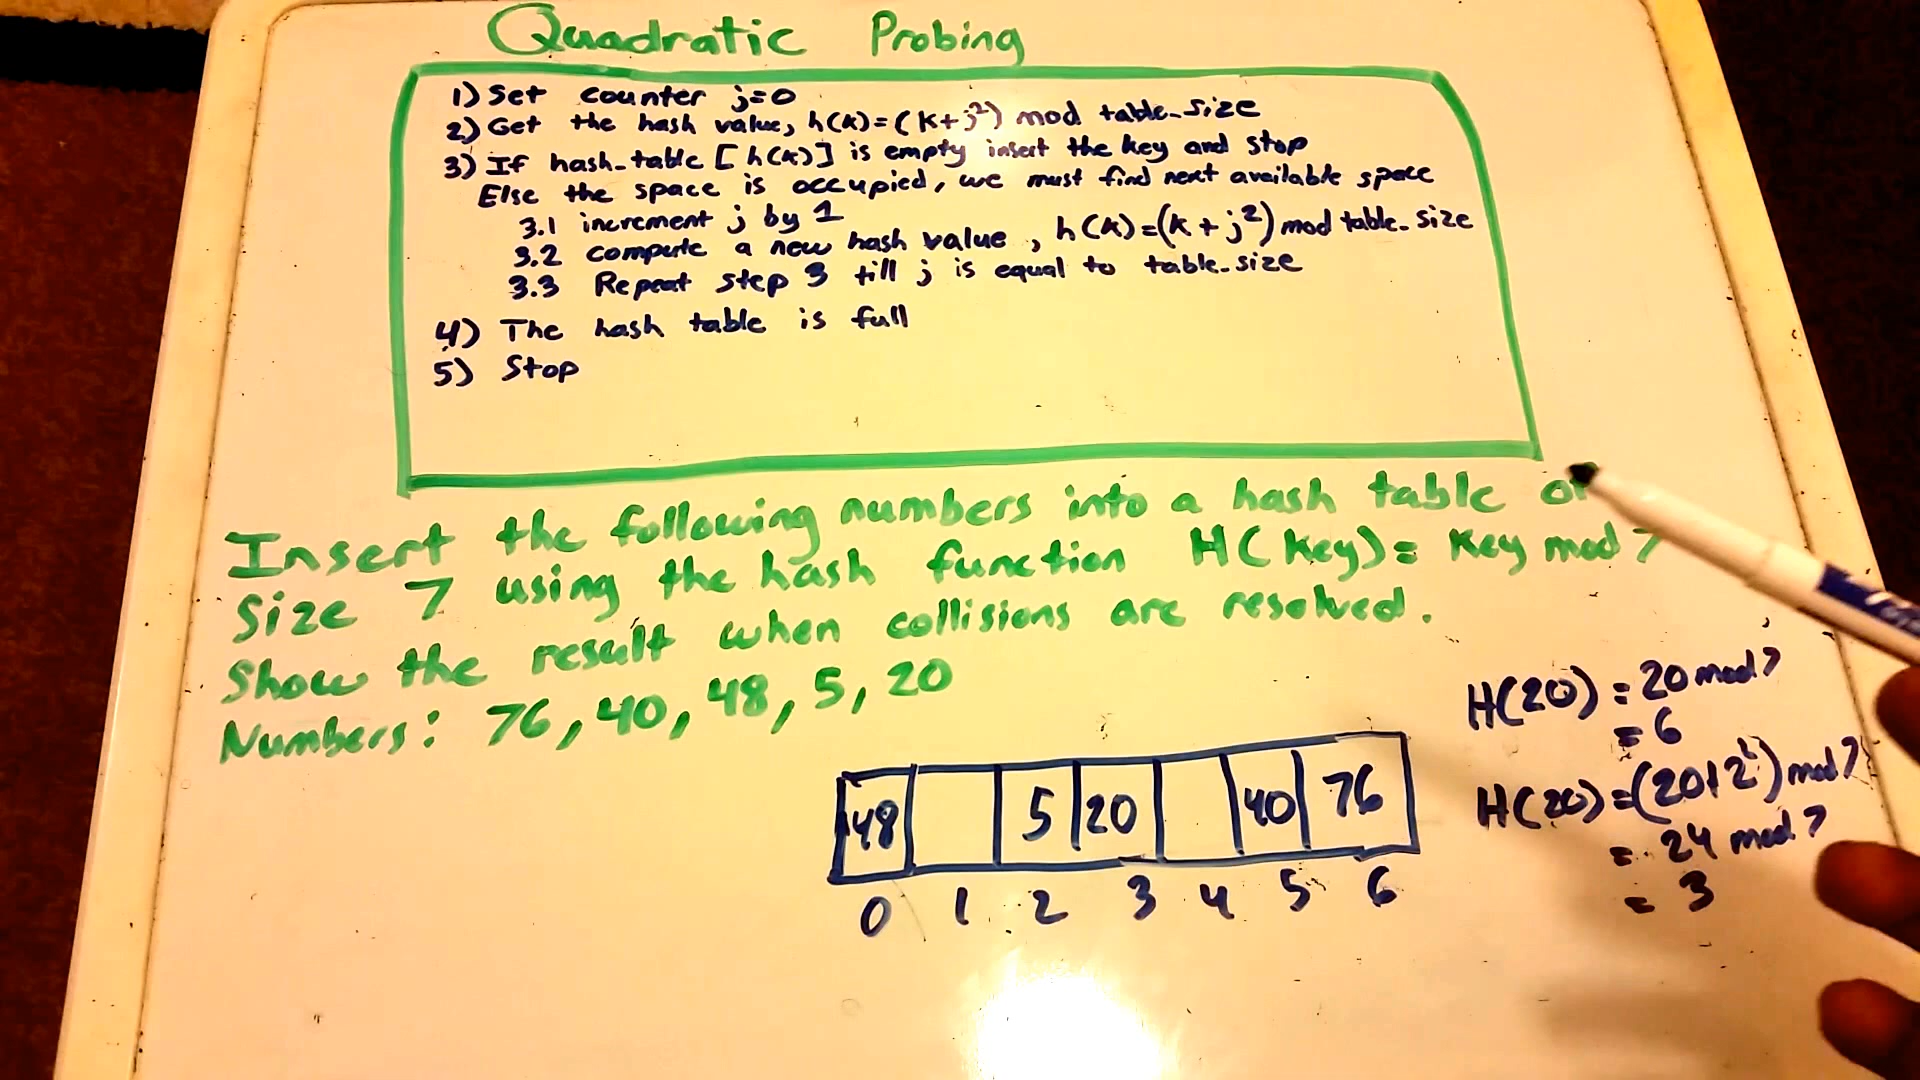 Quadratic Probing
1) Set counter j=0
2) Get the hash value, h(k)=(k+j²) mod table_size
3) If hash_table [h(k)] is empty insert the key and stop
Else the space is occupied, we must find next available space
3.1 increment j by 1
3.2 compute a new hash value, h(k)=(k+j²) mod table_size
3.3 Repeat step 3 till j is equal to table_size
4) The hash table is full
5) Stop
Insert the following numbers into a hash table of
Size 7 using the hash function H(Key)= Key mod 7
Show the result when collisions are resolved.
Numbers: 76, 40, 48, 5, 20
48 5 20 40 76
0 1 2 3 4 5 6
H(20) = 20 mod 7
= 6
H(20)=(20+2²) mod 7
= 24 mod 7
= 3